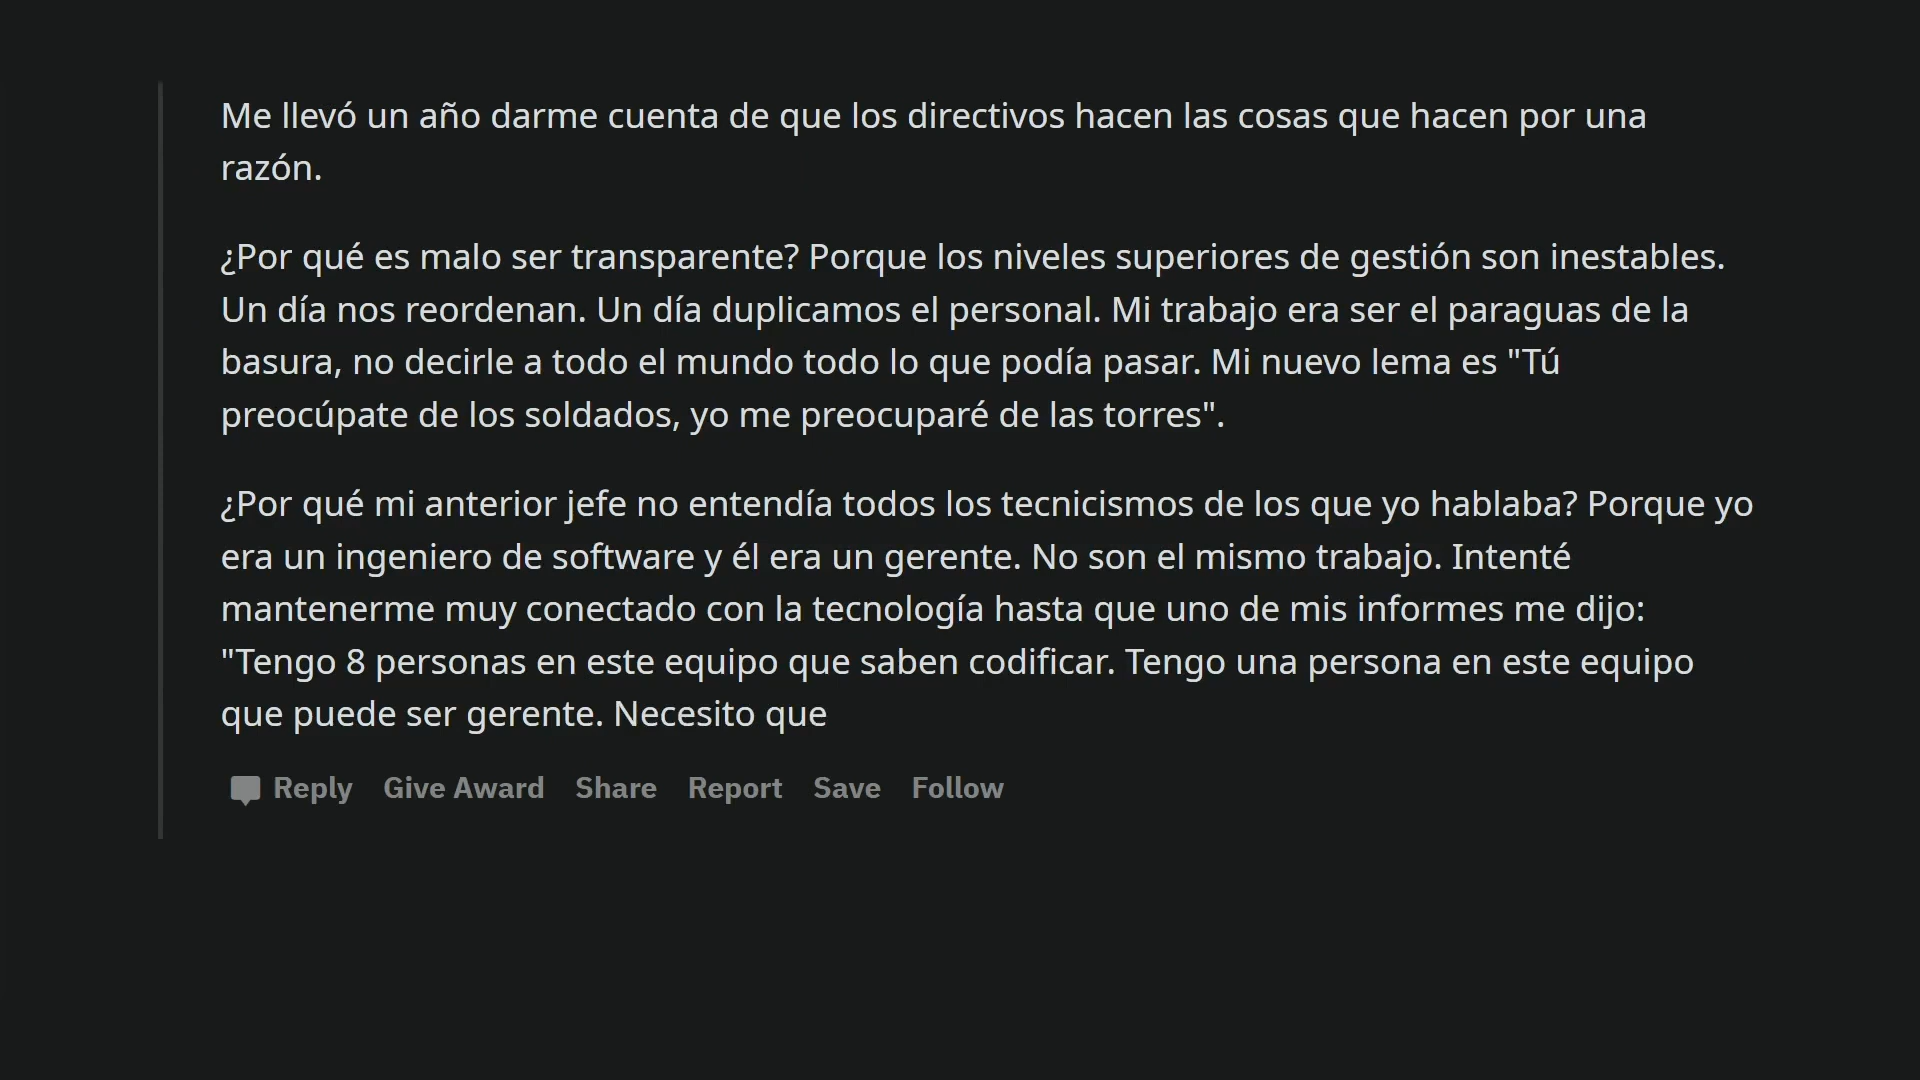 Me llevó un año darme cuenta de que los directivos hacen las cosas que hacen por una
razón.
¿Por qué es malo ser transparente? Porque los niveles superiores de gestión son inestables.
Un día nos reordenan. Un día duplicamos el personal. Mi trabajo era ser el paraguas de la
basura, no decirle a todo el mundo todo lo que podía pasar. Mi nuevo lema es "Tú
preocúpate de los soldados, yo me preocuparé de las torres".
¿Por qué mi anterior jefe no entendía todos los tecnicismos de los que yo hablaba? Porque yo
era un ingeniero de software y él era un gerente. No son el mismo trabajo. Intenté
mantenerme muy conectado con la tecnología hasta que uno de mis informes me dijo:
"Tengo 8 personas en este equipo que saben codificar. Tengo una persona en este equipo
que puede ser gerente. Necesito que
Reply Give Award Share Report Save Follow